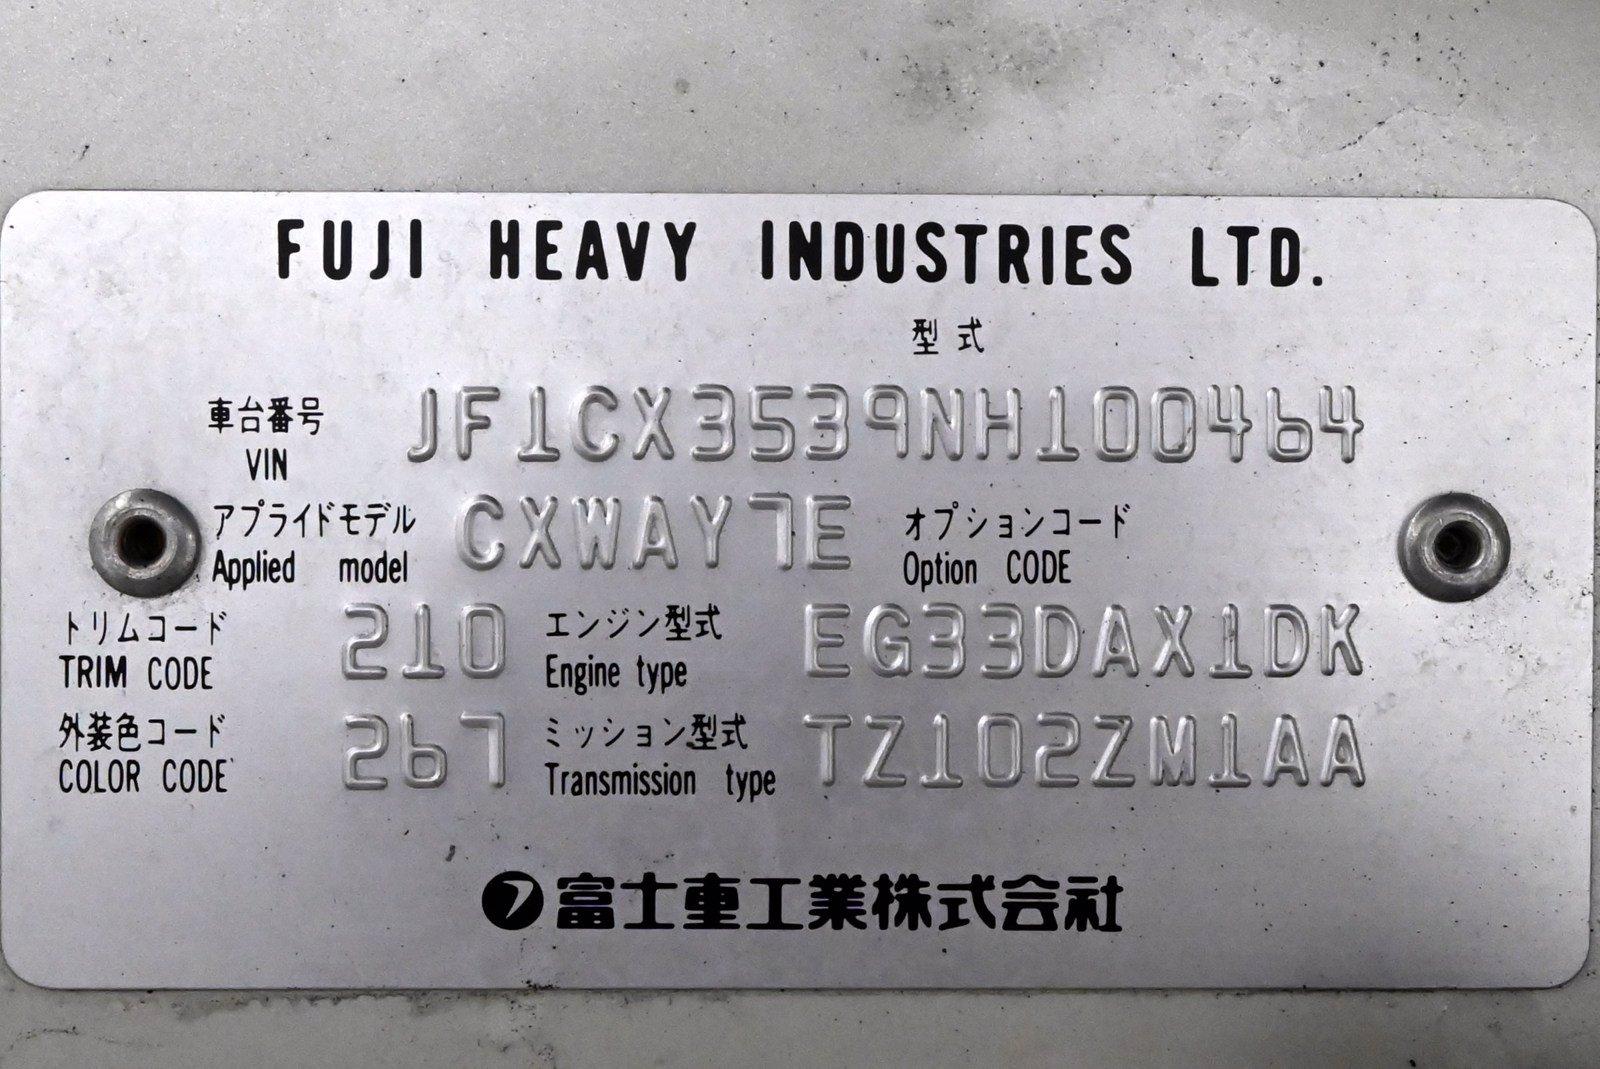 FUJI HEAVY INDUSTRIES LTD.
型式
車台番号 JF1CX3539NH100464
VIN
アプライドモデル CXWAY7E オプションコード
Applied model Option CODE
トリムコード 210 エンジン型式 EG33DAX1DK
TRIM CODE Engine type
外装色コード 267 ミッション型式 TZ102ZM1AA
COLOR CODE Transmission type
富士重工業株式会社